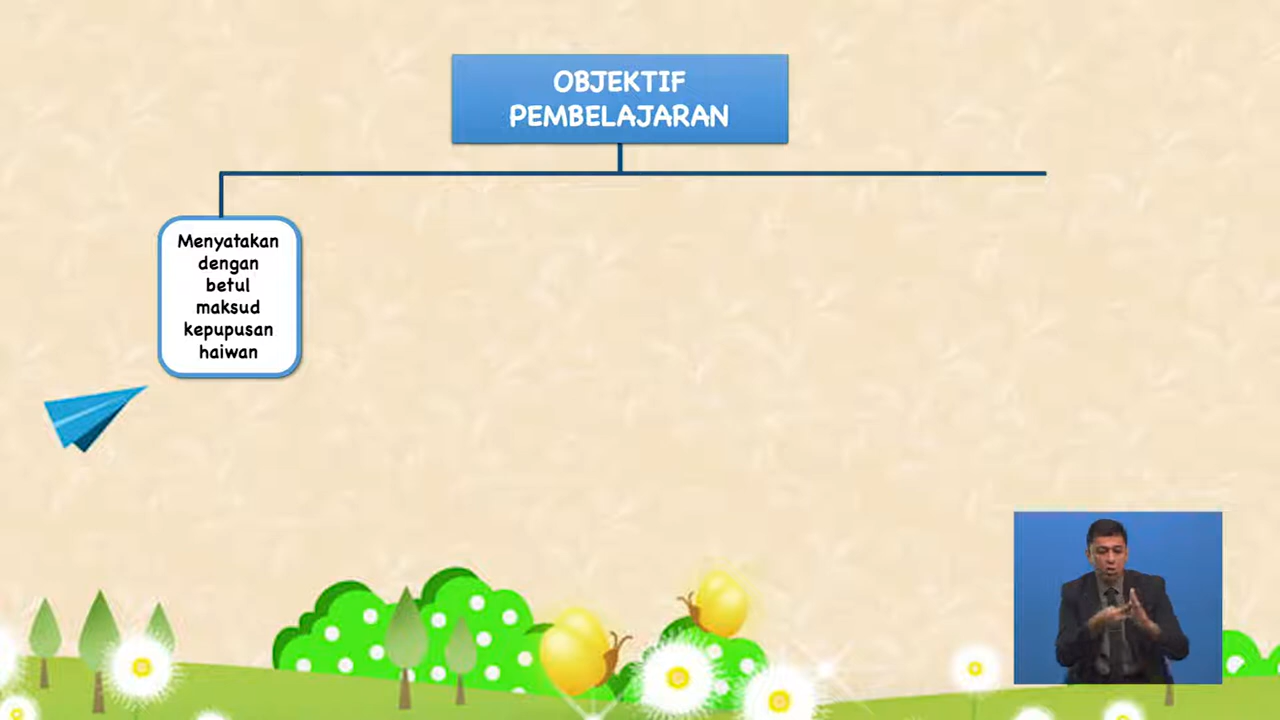 OBJEKTIF
PEMBELAJARAN
Menyatakan
dengan
betul
maksud
kepupusan
haiwan